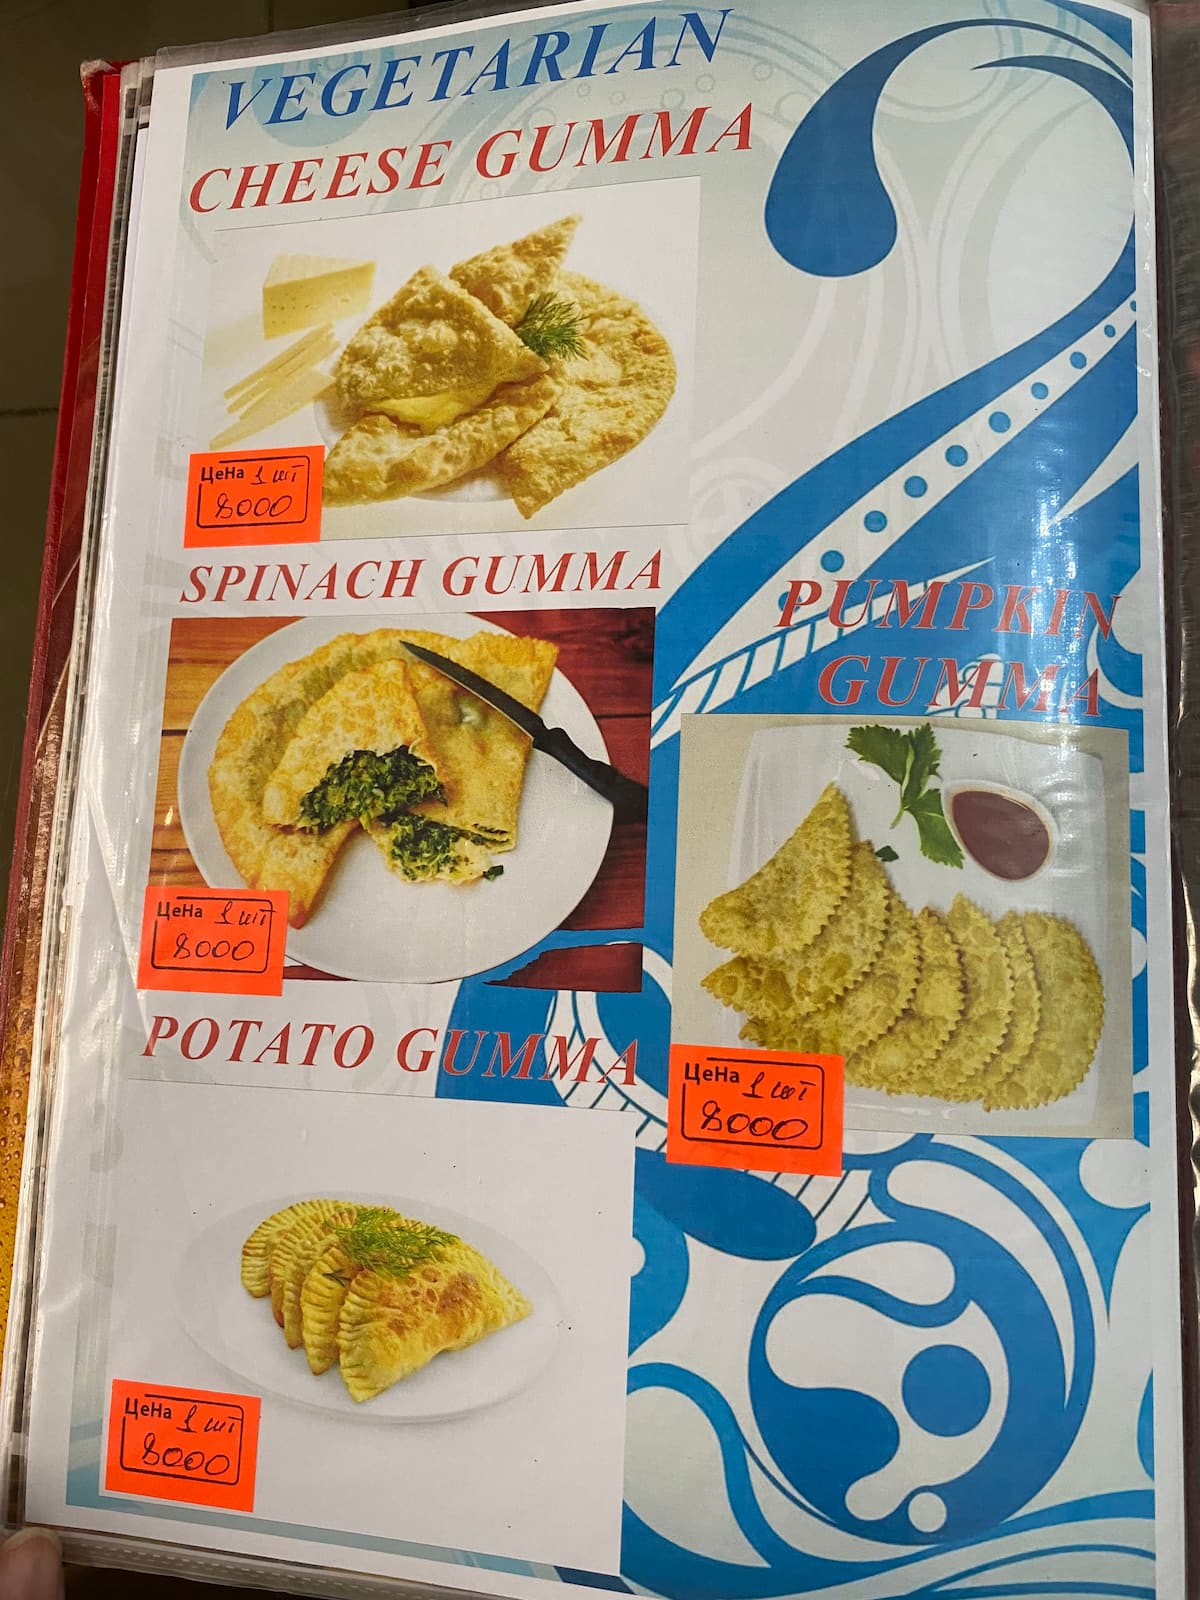 VEGETARIAN
CHEESE GUMMA
Цена 1 шт
8000
SPINACH GUMMA
Цена 1 шт
8000
PUMPKIN
GUMMA
Цена 1 шт
8000
POTATO GUMMA
Цена 1 шт
8000